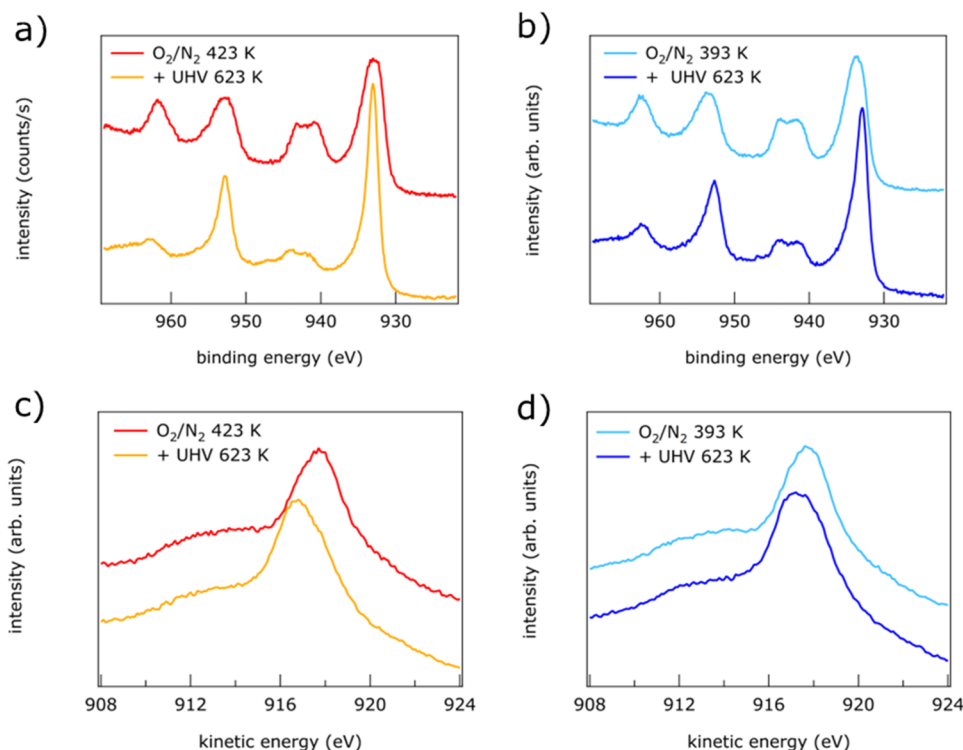 a)
O₂/N₂ 423 K
+ UHV 623 K
intensity (counts/s)
960 950 940 930
binding energy (eV)
b)
O₂/N₂ 393 K
+ UHV 623 K
intensity (arb. units)
960 950 940 930
binding energy (eV)
c)
O₂/N₂ 423 K
+ UHV 623 K
intensity (arb. units)
908 912 916 920 924
kinetic energy (eV)
d)
O₂/N₂ 393 K
+ UHV 623 K
intensity (arb. units)
908 912 916 920 924
kinetic energy (eV)